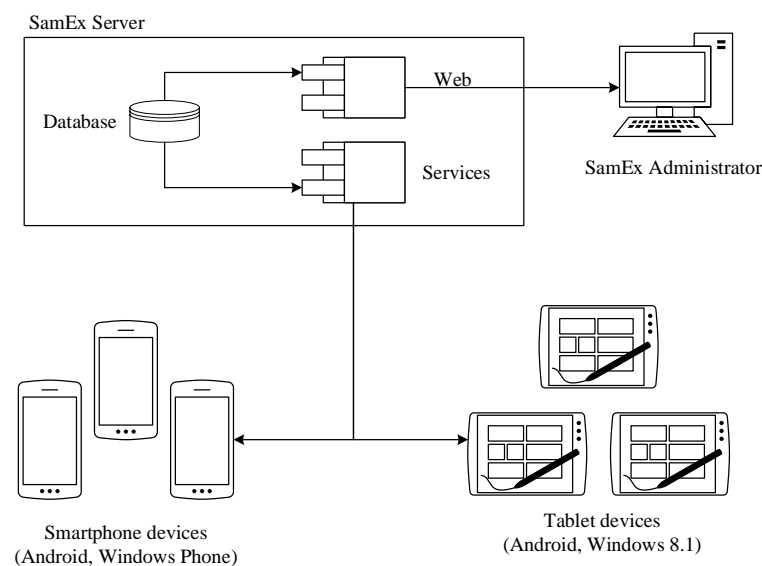 SamEx Server
Web
Database
SamEx Administrator
Services
Smartphone devices
(Android, Windows Phone)
Tablet devices
(Android, Windows 8.1)